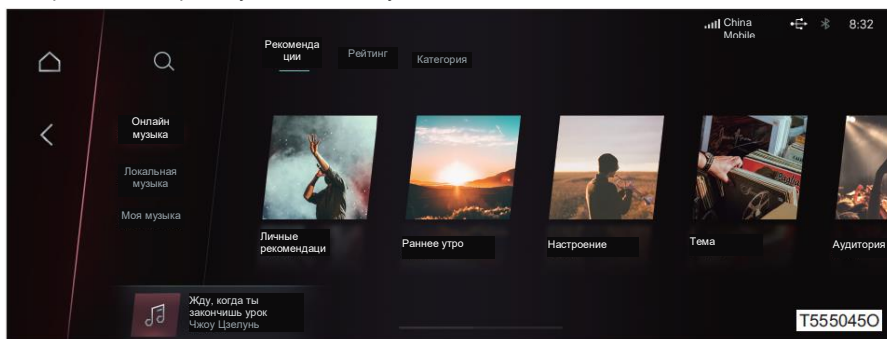 China
Mobile
8:32
Рекоменда
ции
Рейтинг
Категория
Онлайн
музыка
Локальная
музыка
Моя музыка
Личные
рекомендаци
Раннее утро
Настроение
Тема
Аудитория
Жду, когда ты
закончишь урок
Чжоу Цзелунь
T555045O